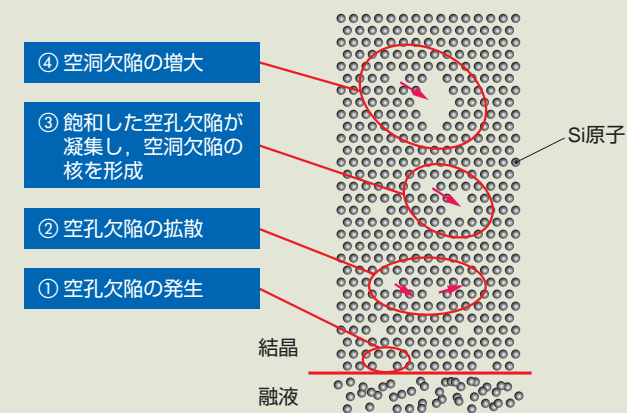 ④ 空洞欠陥の増大
③ 飽和した空孔欠陥が
凝集し，空洞欠陥の
核を形成
Si原子
② 空孔欠陥の拡散
① 空孔欠陥の発生
結晶
融液